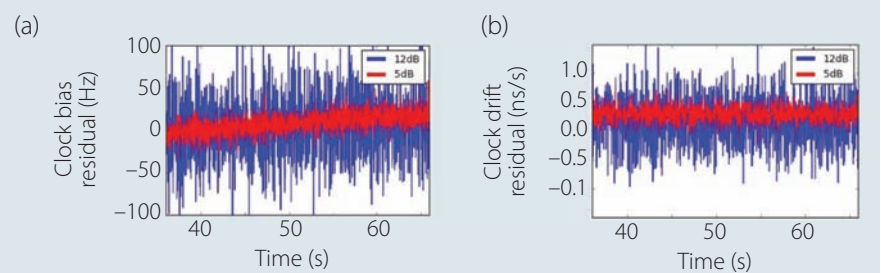 (a)
100
50
0
−50
−100
Clock bias
residual (Hz)
12dB
5dB
40
50
60
Time (s)
(b)
1.0
0.5
0.0
−0.5
−0.1
Clock drift
residual (ns/s)
12dB
5dB
40
50
60
Time (s)